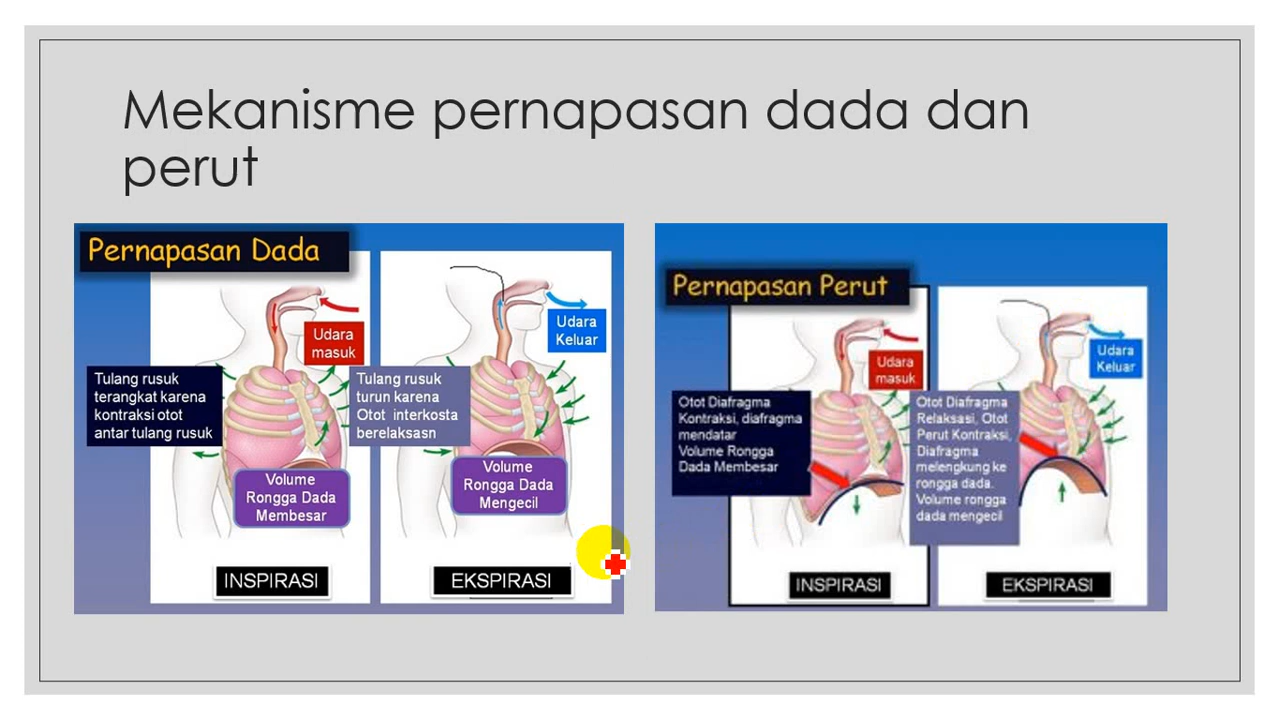 Mekanisme pernapasan dada dan
perut
Pernapasan Dada
Udara
masuk
Tulang rusuk
terangkat karena
kontraksi otot
antar tulang rusuk
Volume
Rongga Dada
Membesar
INSPIRASI
Udara
Keluar
Tulang rusuk
turun karena
Otot interkosta
berelaksasn
Volume
Rongga Dada
Mengecil
EKSPIRASI
Pernapasan Perut
Udara
masuk
Otot Diafragma
Kontraksi, diafragma
mendatar
Volume Rongga
Dada Membesar
INSPIRASI
Udara
Keluar
Otot Diafragma
Relaksasi, Otot
Perut Kontraksi,
Diafragma
melengkung ke
rongga dada.
Volume rongga
dada mengecil
EKSPIRASI